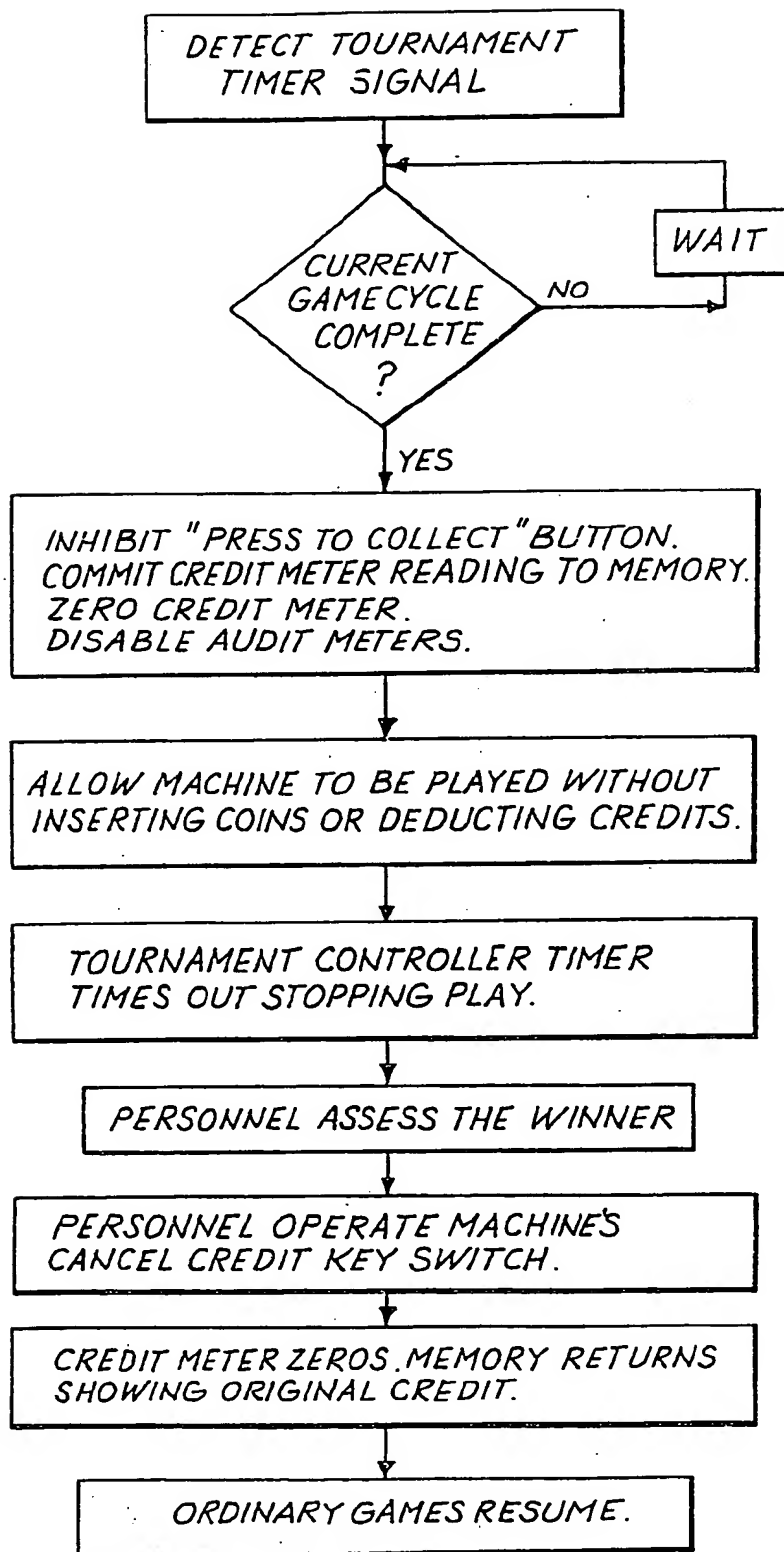 DETECT TOURNAMENT
TIMER SIGNAL
WAIT
CURRENT
GAME CYCLE
COMPLETE
?
NO
YES
INHIBIT "PRESS TO COLLECT" BUTTON.
COMMIT CREDIT METER READING TO MEMORY.
ZERO CREDIT METER.
DISABLE AUDIT METERS.
ALLOW MACHINE TO BE PLAYED WITHOUT
INSERTING COINS OR DEDUCTING CREDITS.
TOURNAMENT CONTROLLER TIMER
TIMES OUT STOPPING PLAY.
PERSONNEL ASSESS THE WINNER
PERSONNEL OPERATE MACHINE'S
CANCEL CREDIT KEY SWITCH.
CREDIT METER ZEROS. MEMORY RETURNS
SHOWING ORIGINAL CREDIT.
ORDINARY GAMES RESUME.